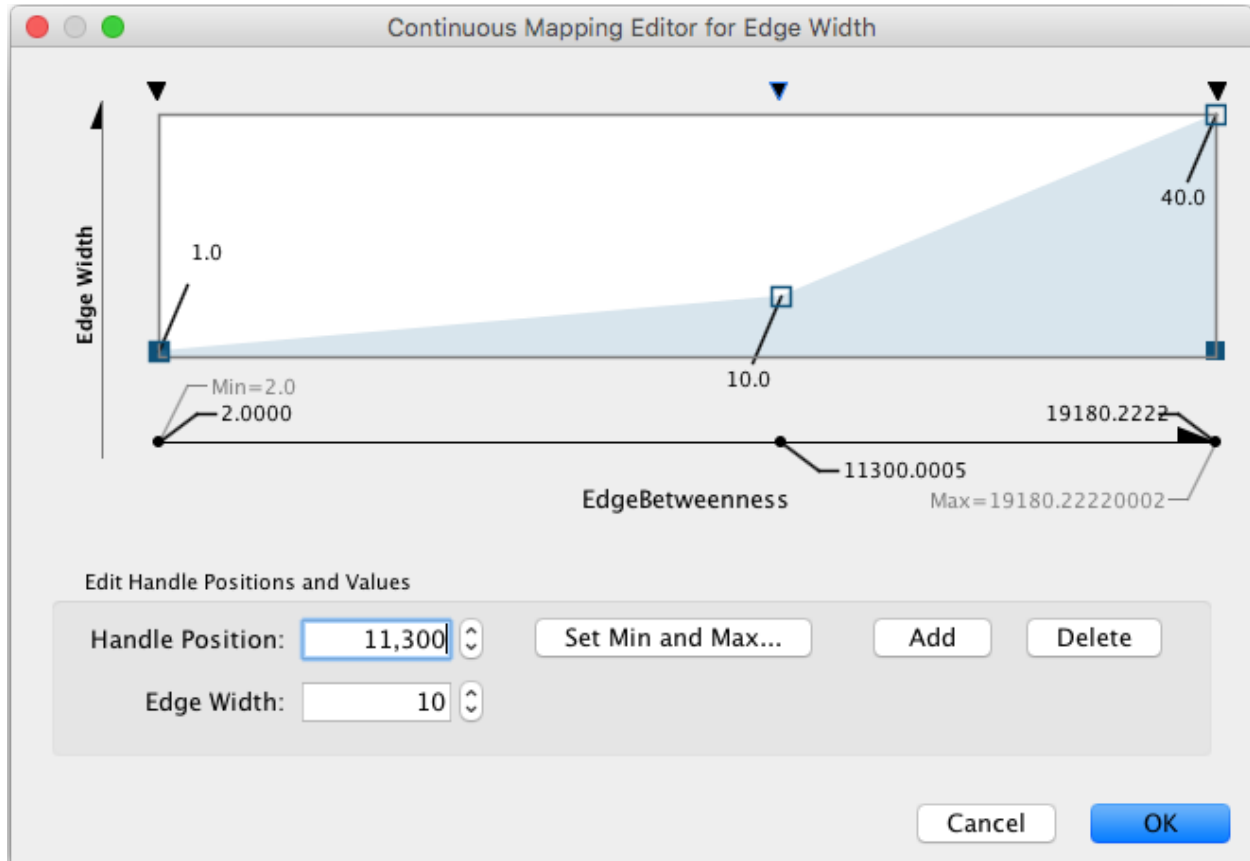 Continuous Mapping Editor for Edge Width
40.0
1.0
Edge Width
10.0
Min=2.0
2.0000
19180.2222
11300.0005
EdgeBetweenness
Max=19180.22220002
Edit Handle Positions and Values
Handle Position: 11,300 Set Min and Max... Add Delete
Edge Width: 10
Cancel OK